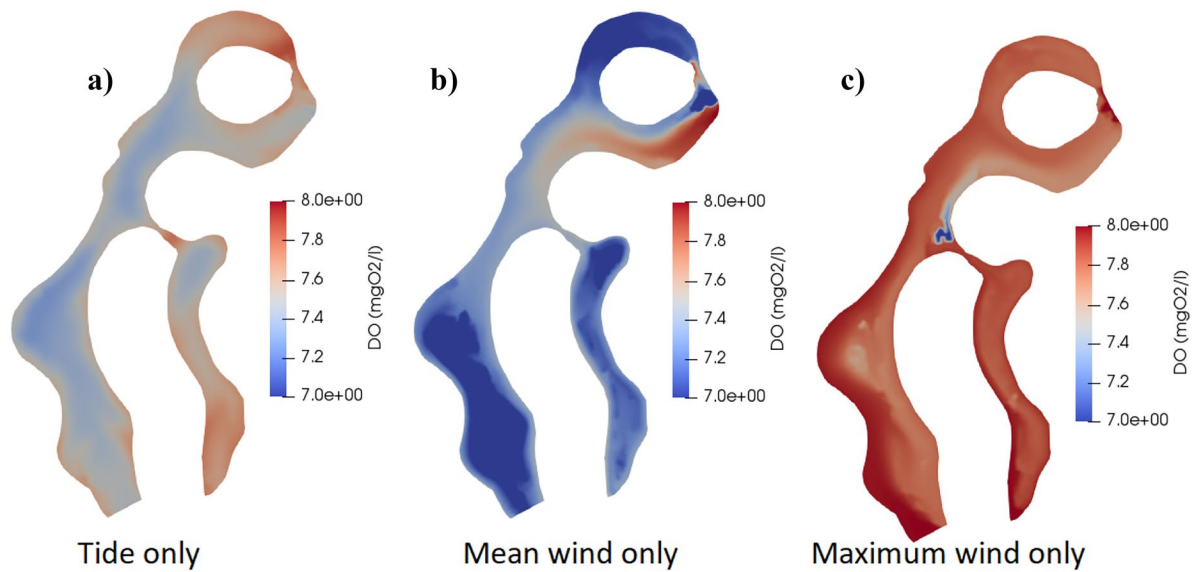 a)
b)
c)
8.0e+00
7.8
7.6
7.4
7.2
7.0e+00
DO (mgO2/l)
8.0e+00
7.8
7.6
7.4
7.2
7.0e+00
DO (mgO2/l)
8.0e+00
7.8
7.6
7.4
7.2
7.0e+00
DO (mgO2/l)
Tide only
Mean wind only
Maximum wind only